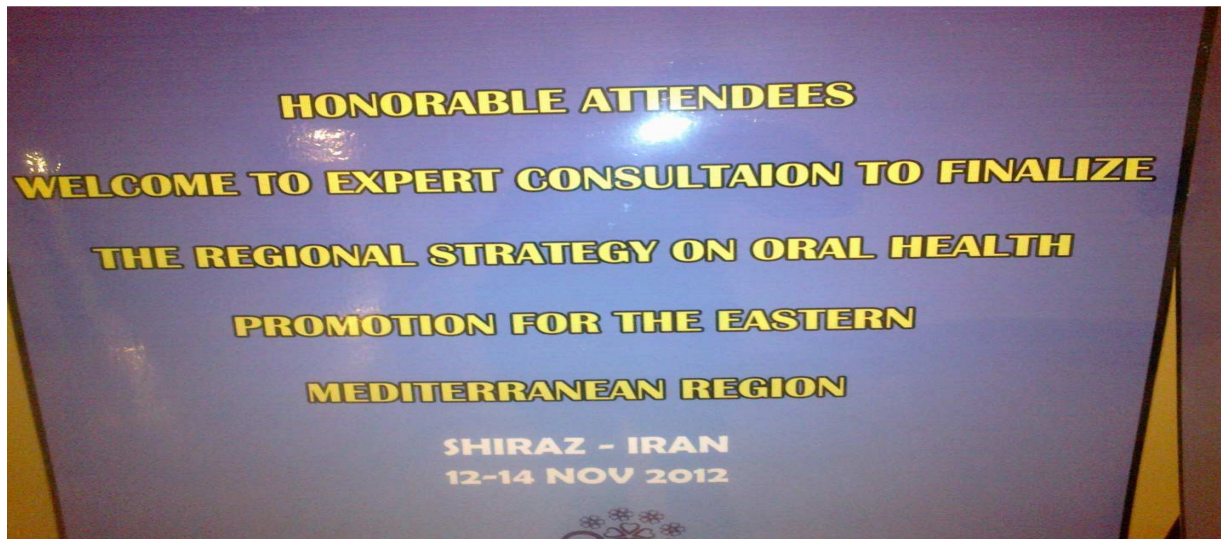 HONORABLE ATTENDEES
WELCOME TO EXPERT CONSULTAION TO FINALIZE
THE REGIONAL STRATEGY ON ORAL HEALTH
PROMOTION FOR THE EASTERN
MEDITERRANEAN REGION
SHIRAZ - IRAN
12-14 NOV 2012